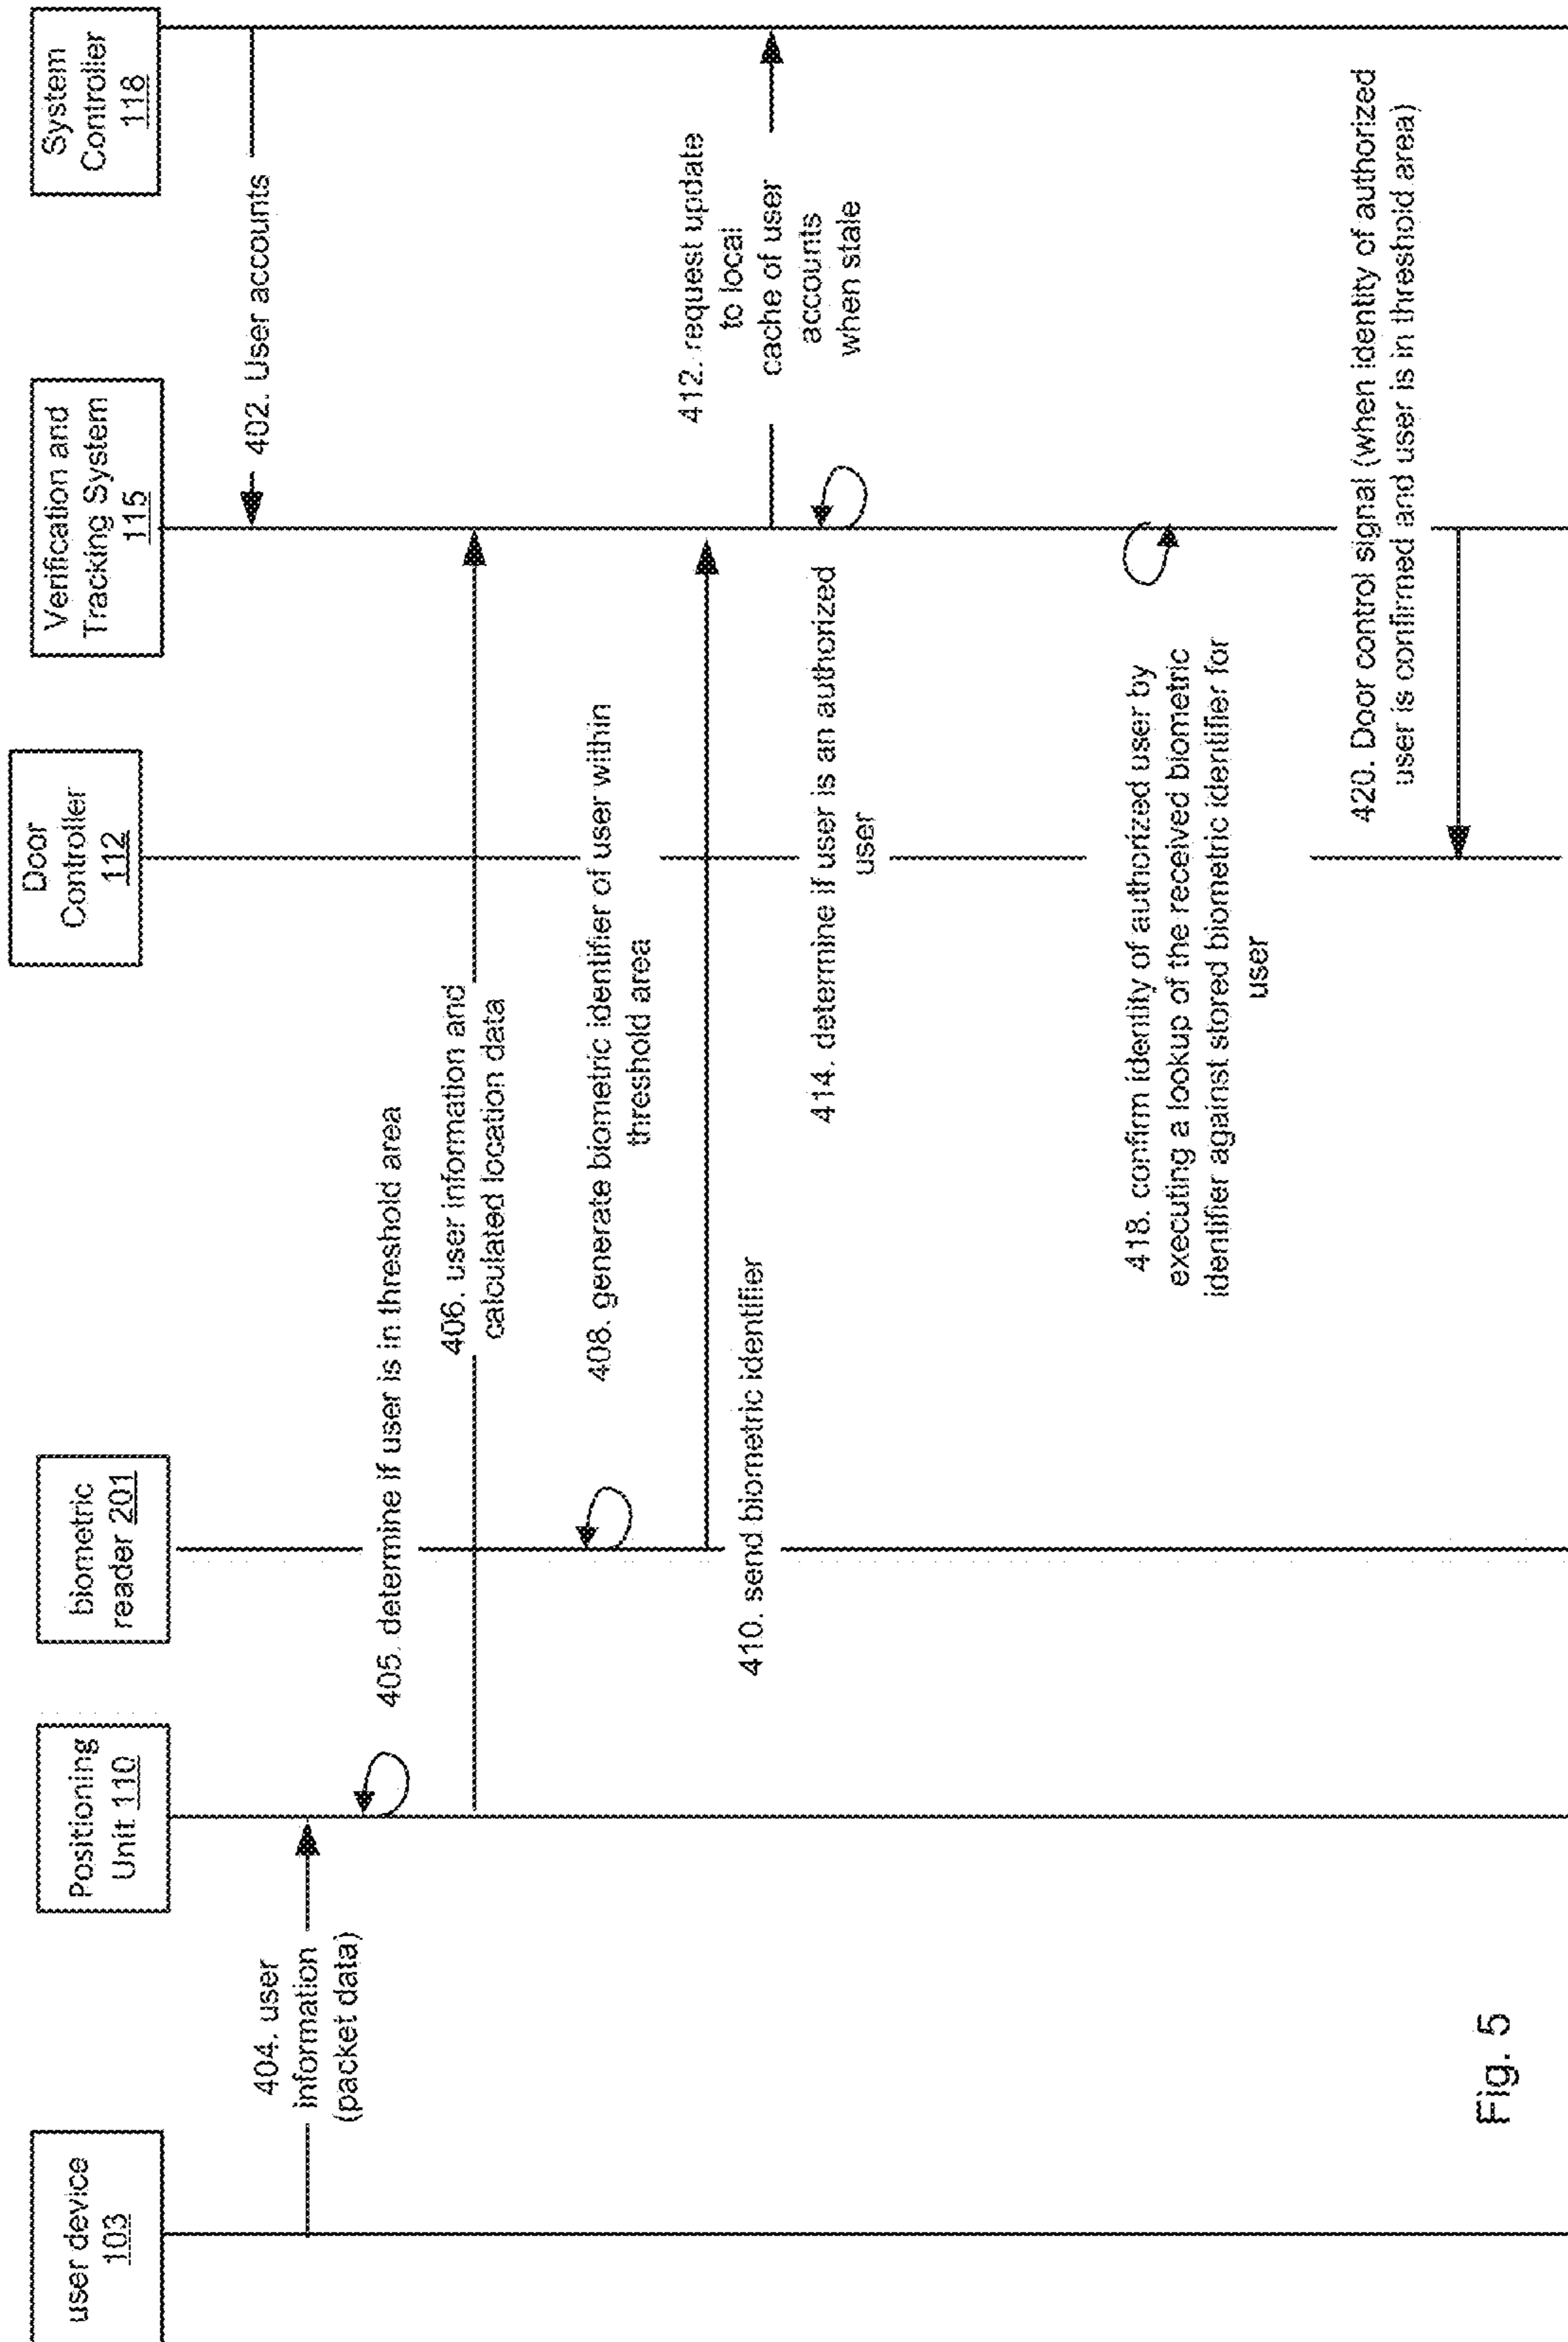 user device
103
Positioning
Unit 110
biometric
reader 201
Door
Controller
112
Verification and
Tracking System
115
System
Controller
118
402. User accounts
404. user
information
(packet data)
405. determine if user is in threshold area
406. user information and
calculated location data
408. generate biometric identifier of user within
threshold area
410. send biometric identifier
412. request update
to local
cache of user
accounts
when stale
414. determine if user is an authorized
user
418. confirm identity of authorized user by
executing a lookup of the received biometric
identifier against stored biometric identifier for
user
420. Door control signal (when identity of authorized
user is confirmed and user is in threshold area)
Fig. 5